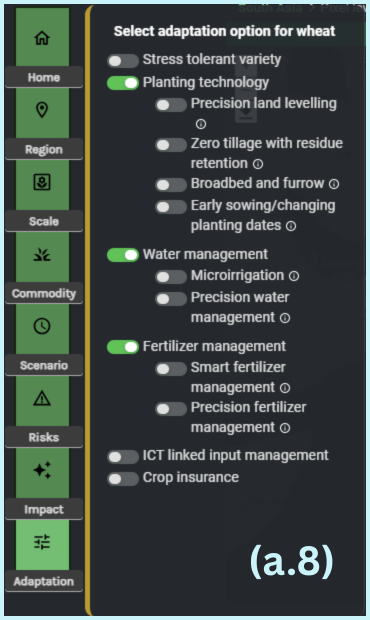 Home
Region
Scale
Commodity
Scenario
Risks
Impact
Adaptation
Select adaptation option for wheat
Stress tolerant variety
Planting technology
Precision land levelling
Zero tillage with residue
retention
Broadbed and furrow
Early sowing/changing
planting dates
Water management
Microirrigation
Precision water
management
Fertilizer management
Smart fertilizer
management
Precision fertilizer
management
ICT linked input management
Crop insurance
(a.8)